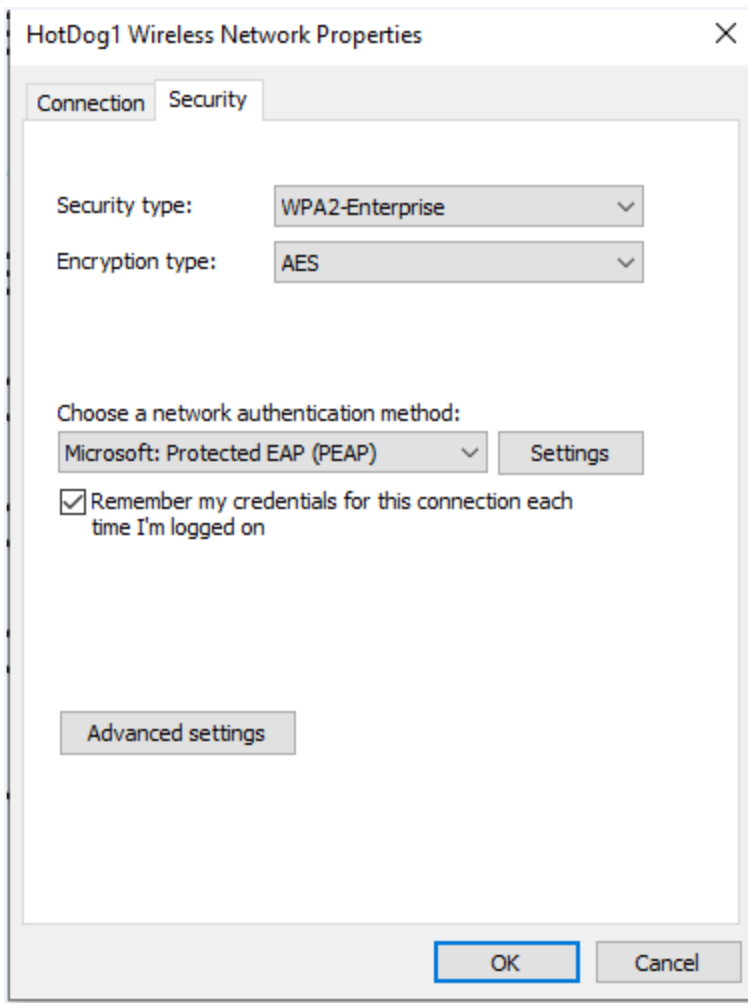 HotDog1 Wireless Network Properties
Connection Security
Security type: WPA2-Enterprise
Encryption type: AES
Choose a network authentication method:
Microsoft: Protected EAP (PEAP) Settings
Remember my credentials for this connection each
time I'm logged on
Advanced settings
OK Cancel